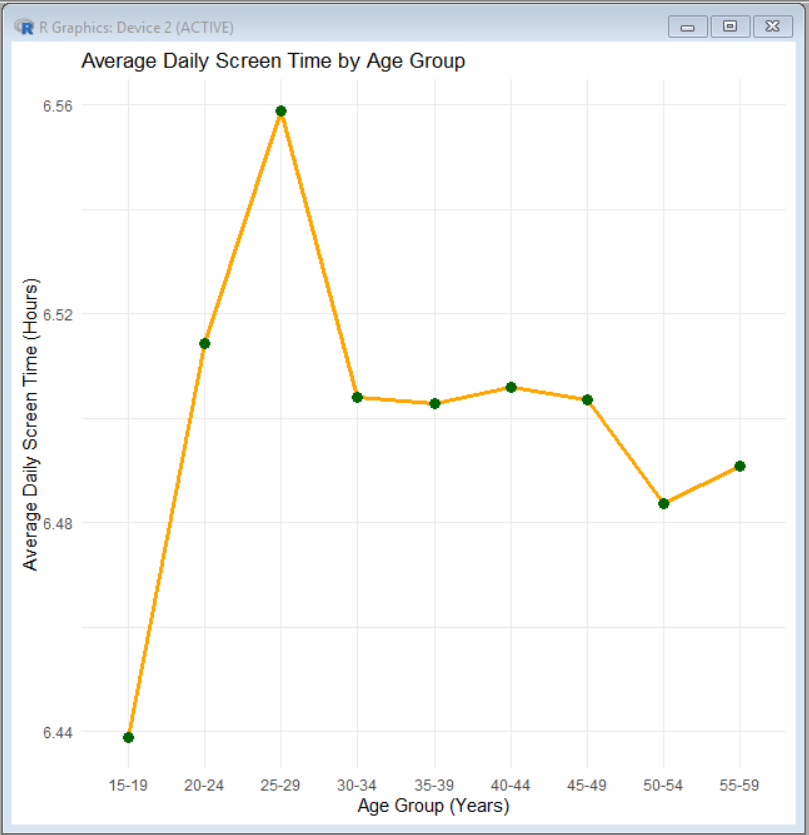 R Graphics: Device 2 (ACTIVE)
Average Daily Screen Time by Age Group
Average Daily Screen Time (Hours)
6.56
6.52
6.48
6.44
15-19 20-24 25-29 30-34 35-39 40-44 45-49 50-54 55-59
Age Group (Years)